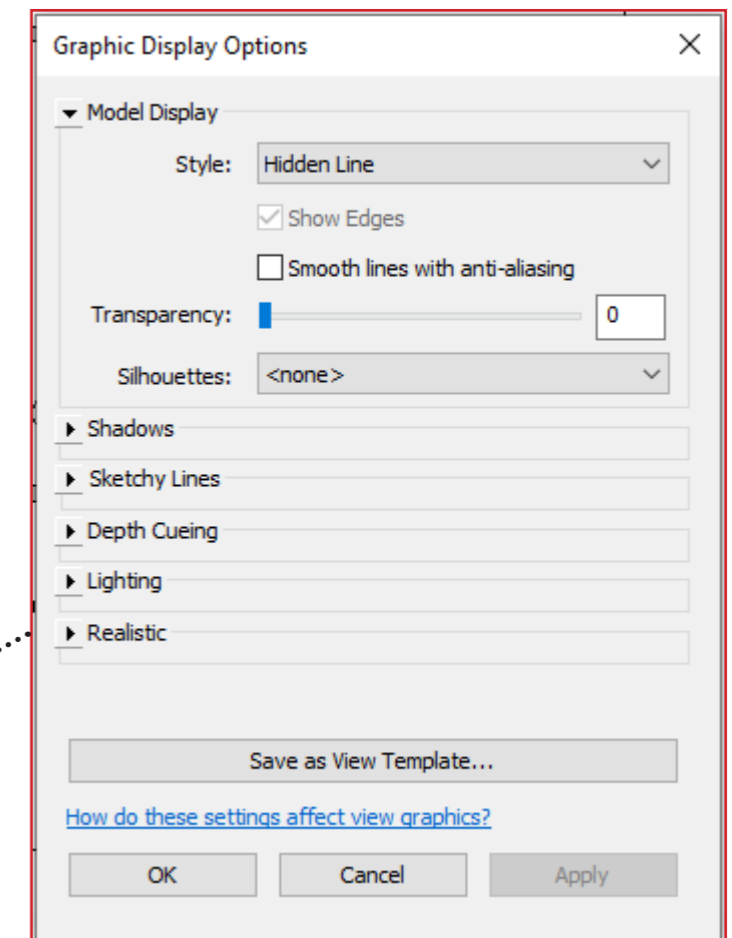 Graphic Display Options
Model Display
Style: Hidden Line
Show Edges
Smooth lines with anti-aliasing
Transparency: 0
Silhouettes: <none>
Shadows
Sketchy Lines
Depth Cueing
Lighting
Realistic
Save as View Template...
How do these settings affect view graphics?
OK Cancel Apply